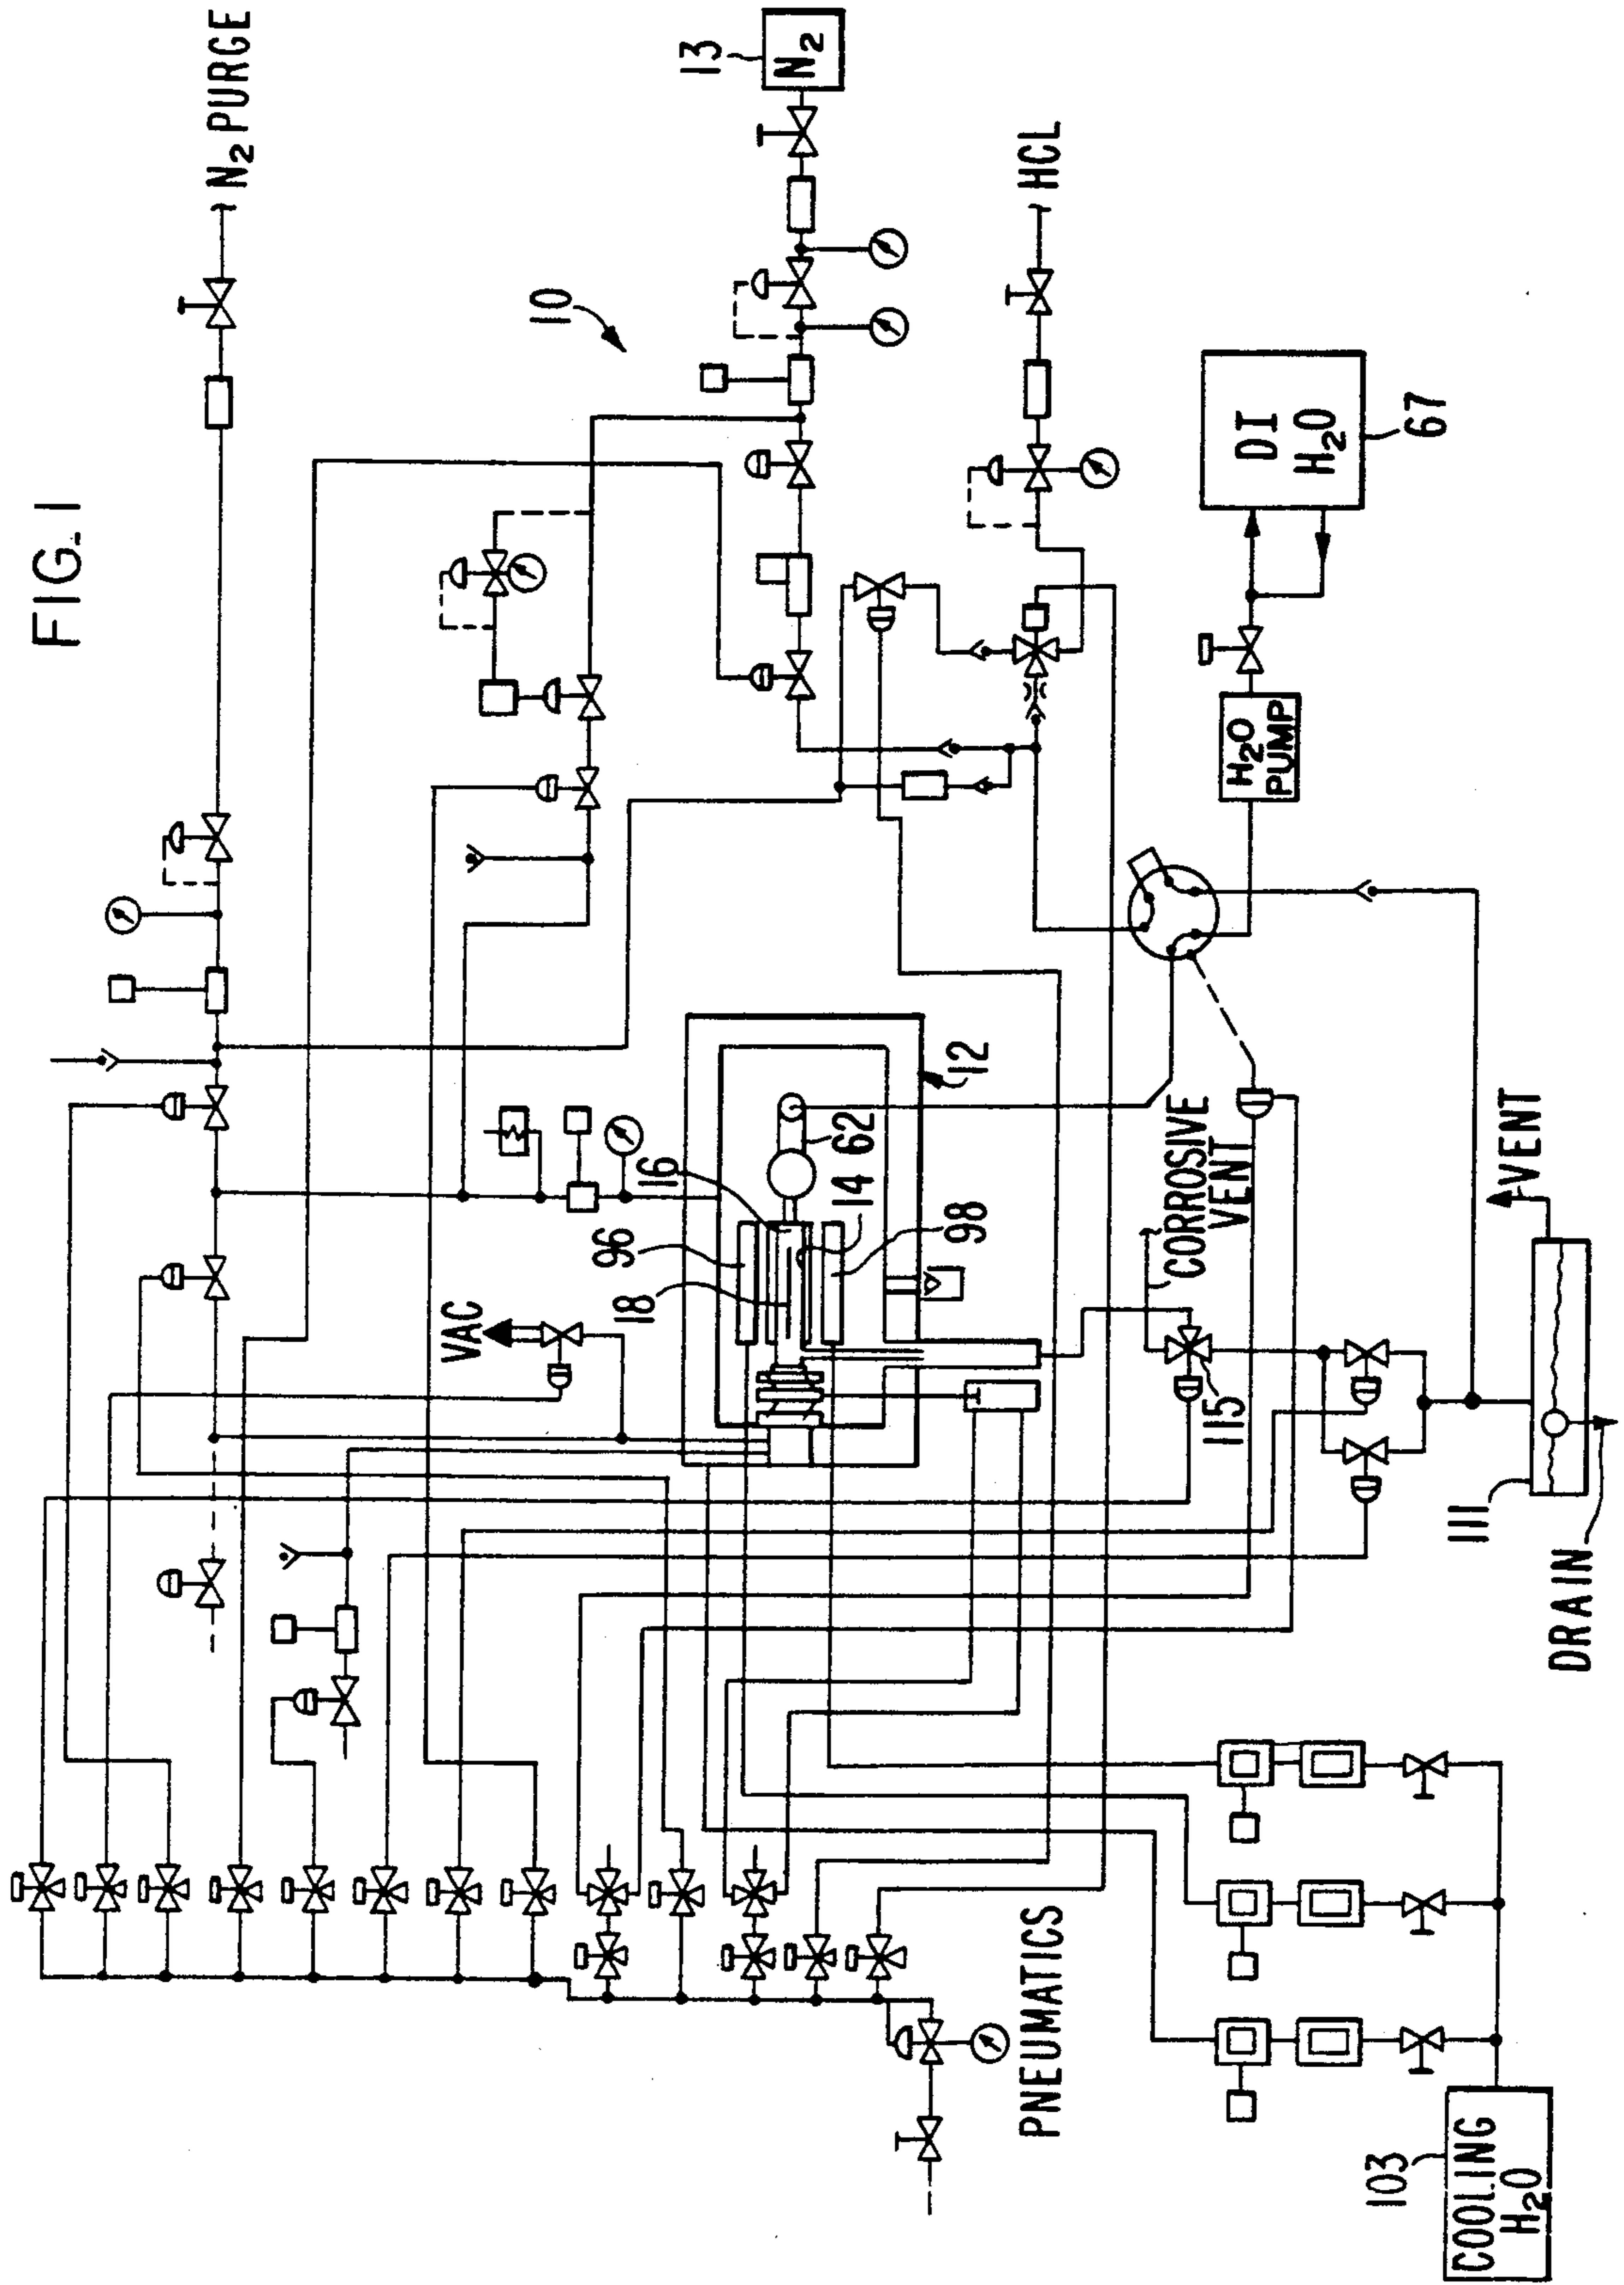 FIG. 1
N2 PURGE
13
N2
10
HCL
DI
H2O
67
H2O
PUMP
12
62
16
14
96
98
18
VAC
CORROSIVE
VENT
115
VENT
111
DRAIN
PNEUMATICS
103
COOLING
H2O